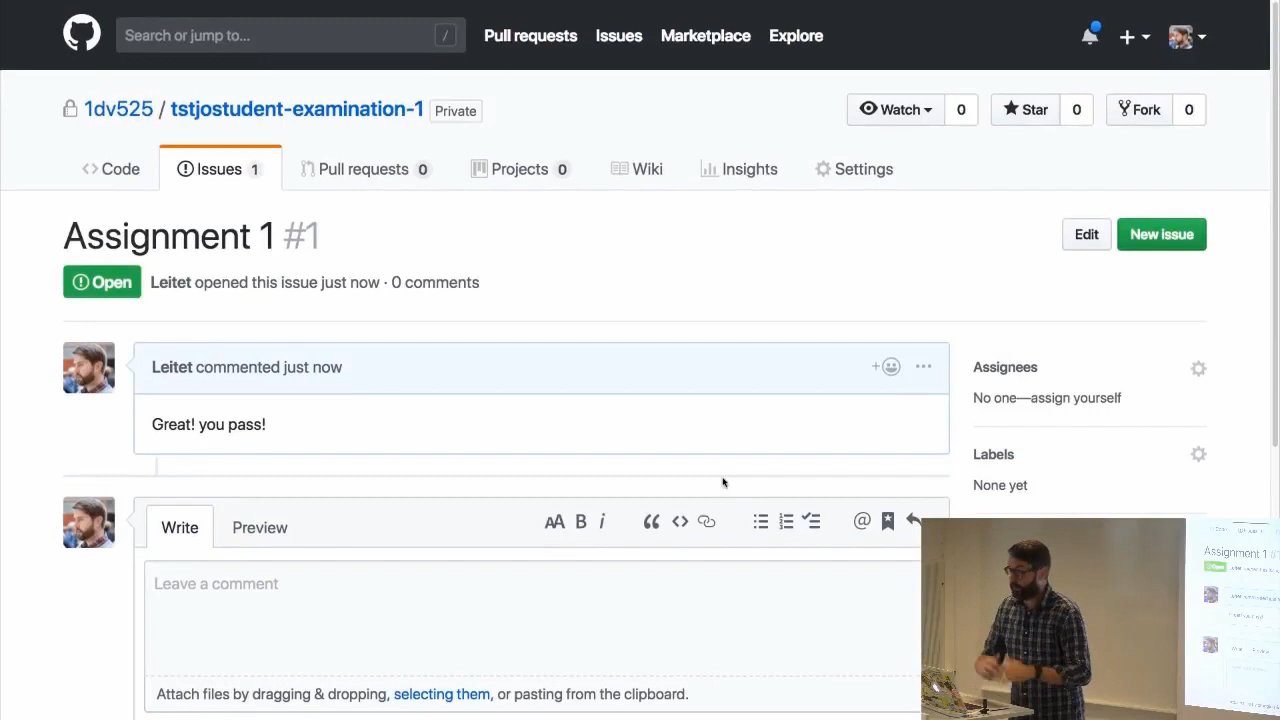 Search or jump to... /
Pull requests Issues Marketplace Explore
1dv525 / tstjostudent-examination-1 Private
Watch 0 Star 0 Fork 0
Code Issues 1 Pull requests 0 Projects 0 Wiki Insights Settings
Assignment 1 #1
Edit New issue
Open Leitet opened this issue just now · 0 comments
Leitet commented just now
Great! you pass!
Assignees
No one—assign yourself
Labels
None yet
Write Preview
AA B i
Leave a comment
Attach files by dragging & dropping, selecting them, or pasting from the clipboard.
Assignment 1 #1
Open